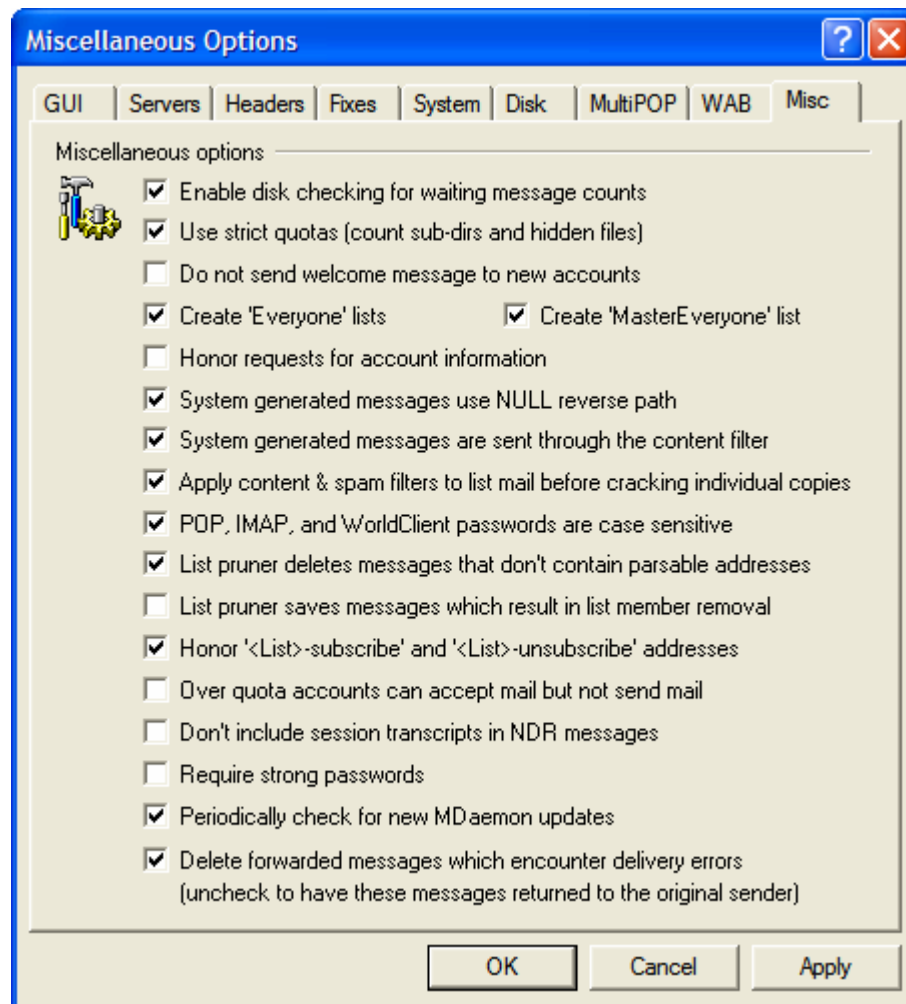 Miscellaneous Options
GUI Servers Headers Fixes System Disk MultiPOP WAB Misc
Miscellaneous options
Enable disk checking for waiting message counts
Use strict quotas (count sub-dirs and hidden files)
Do not send welcome message to new accounts
Create 'Everyone' lists Create 'MasterEveryone' list
Honor requests for account information
System generated messages use NULL reverse path
System generated messages are sent through the content filter
Apply content & spam filters to list mail before cracking individual copies
POP, IMAP, and WorldClient passwords are case sensitive
List pruner deletes messages that don't contain parsable addresses
List pruner saves messages which result in list member removal
Honor '<List>-subscribe' and '<List>-unsubscribe' addresses
Over quota accounts can accept mail but not send mail
Don't include session transcripts in NDR messages
Require strong passwords
Periodically check for new MDaemon updates
Delete forwarded messages which encounter delivery errors
(uncheck to have these messages returned to the original sender)
OK Cancel Apply